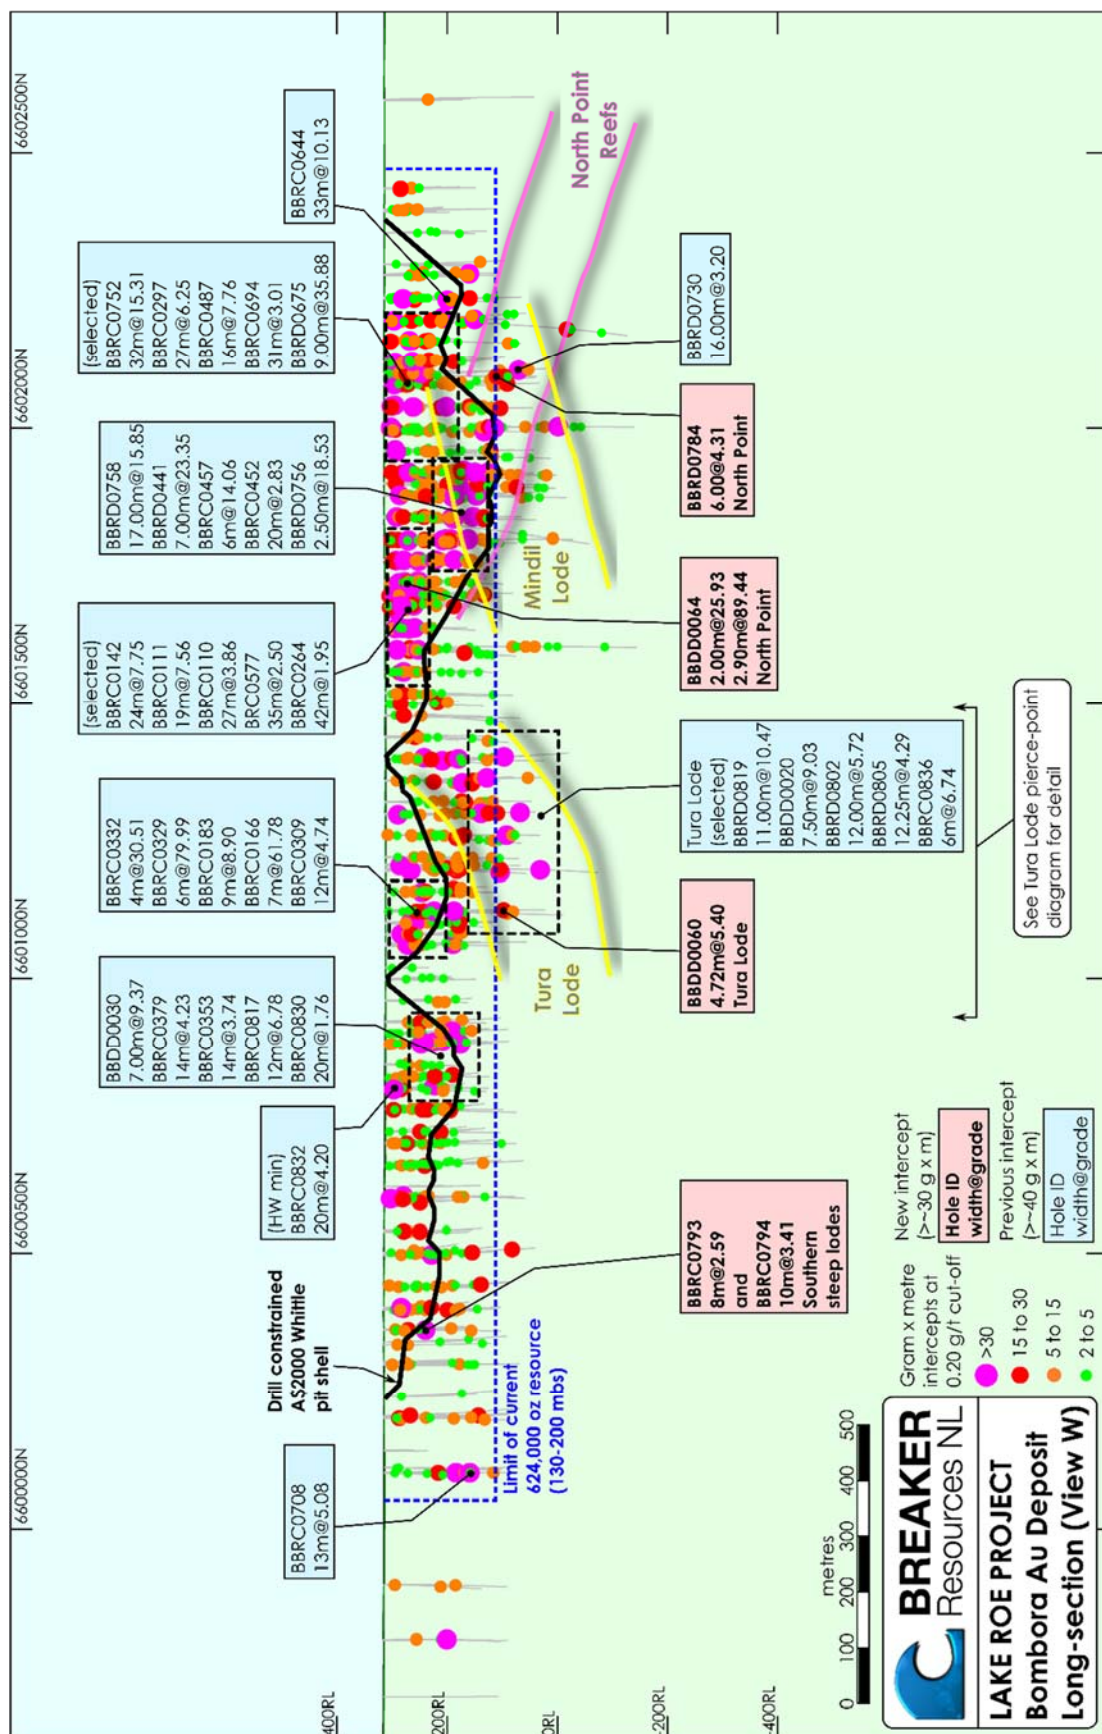 6600000N
6600500N
6601000N
6601500N
6602000N
6602500N
400RL
200RL
0RL
-200RL
-400RL
BBRC0708
13m@5.08
Drill constrained
AS2000 Whittle
pit shell
(HW min)
BBRC0832
20m@4.20
BBDD0030
7.00m@9.37
BBRC0379
14m@4.23
BBRC0353
14m@3.74
BBRC0817
12m@6.78
BBRC0830
20m@1.76
BBRC0332
4m@30.51
BBRC0329
6m@79.99
BBRC0183
9m@8.90
BBRC0166
7m@61.78
BBRC0309
12m@4.74
(selected)
BBRC0142
24m@7.75
BBRC0111
19m@7.56
BBRC0110
27m@3.86
BRC0577
35m@2.50
BBRC0264
42m@1.95
BBRD0758
17.00m@15.85
BBRD0441
7.00m@23.35
BBRC0457
6m@14.06
BBRC0452
20m@2.83
BBRD0756
2.50m@18.53
(selected)
BBRC0752
32m@15.31
BBRC0297
27m@6.25
BBRC0487
16m@7.76
BBRC0694
31m@3.01
BBRD0675
9.00m@35.88
BBRC0644
33m@10.13
Limit of current
624,000 oz resource
(130-200 mbs)
Tura
Lode
Mindil
Lode
North Point
Reefs
BBRC0793
8m@2.59
and
BBRC0794
10m@3.41
Southern
steep lodes
BBDD0060
4.72m@5.40
Tura Lode
Tura Lode
(selected)
BBRD0819
11.00m@10.47
BBDD0020
7.50m@9.03
BBRD0802
12.00m@5.72
BBRD0805
12.25m@4.29
BBRC0836
6m@6.74
BBDD0064
2.00m@25.93
2.90m@89.44
North Point
BBRD0784
6.00@4.31
North Point
BBRD0730
16.00m@3.20
See Tura Lode pierce-point
diagram for detail
metres
0 100 200 300 400 500
BREAKER
Resources NL
LAKE ROE PROJECT
Bombora Au Deposit
Long-section (View W)
Gram x metre
intercepts at
0.20 g/t cut-off
>30
15 to 30
5 to 15
2 to 5
New intercept
(>~30 g x m)
Hole ID
width@grade
Previous intercept
(>~40 g x m)
Hole ID
width@grade